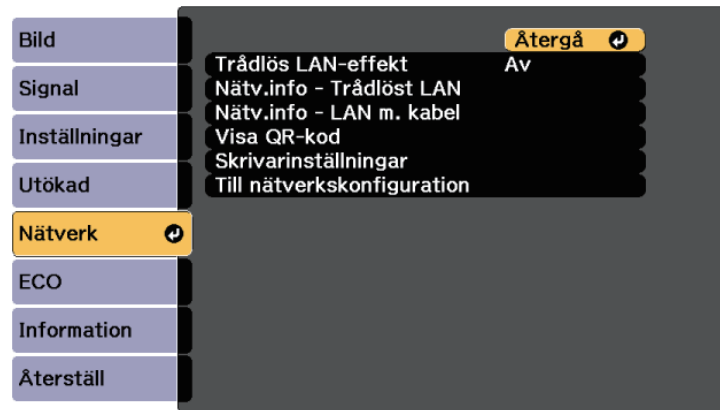 Bild
Signal
Inställningar
Utökad
Nätverk
ECO
Information
Återställ
Återgå
Trådlös LAN-effekt Av
Nätv.info - Trådlöst LAN
Nätv.info - LAN m. kabel
Visa QR-kod
Skrivarinställningar
Till nätverkskonfiguration